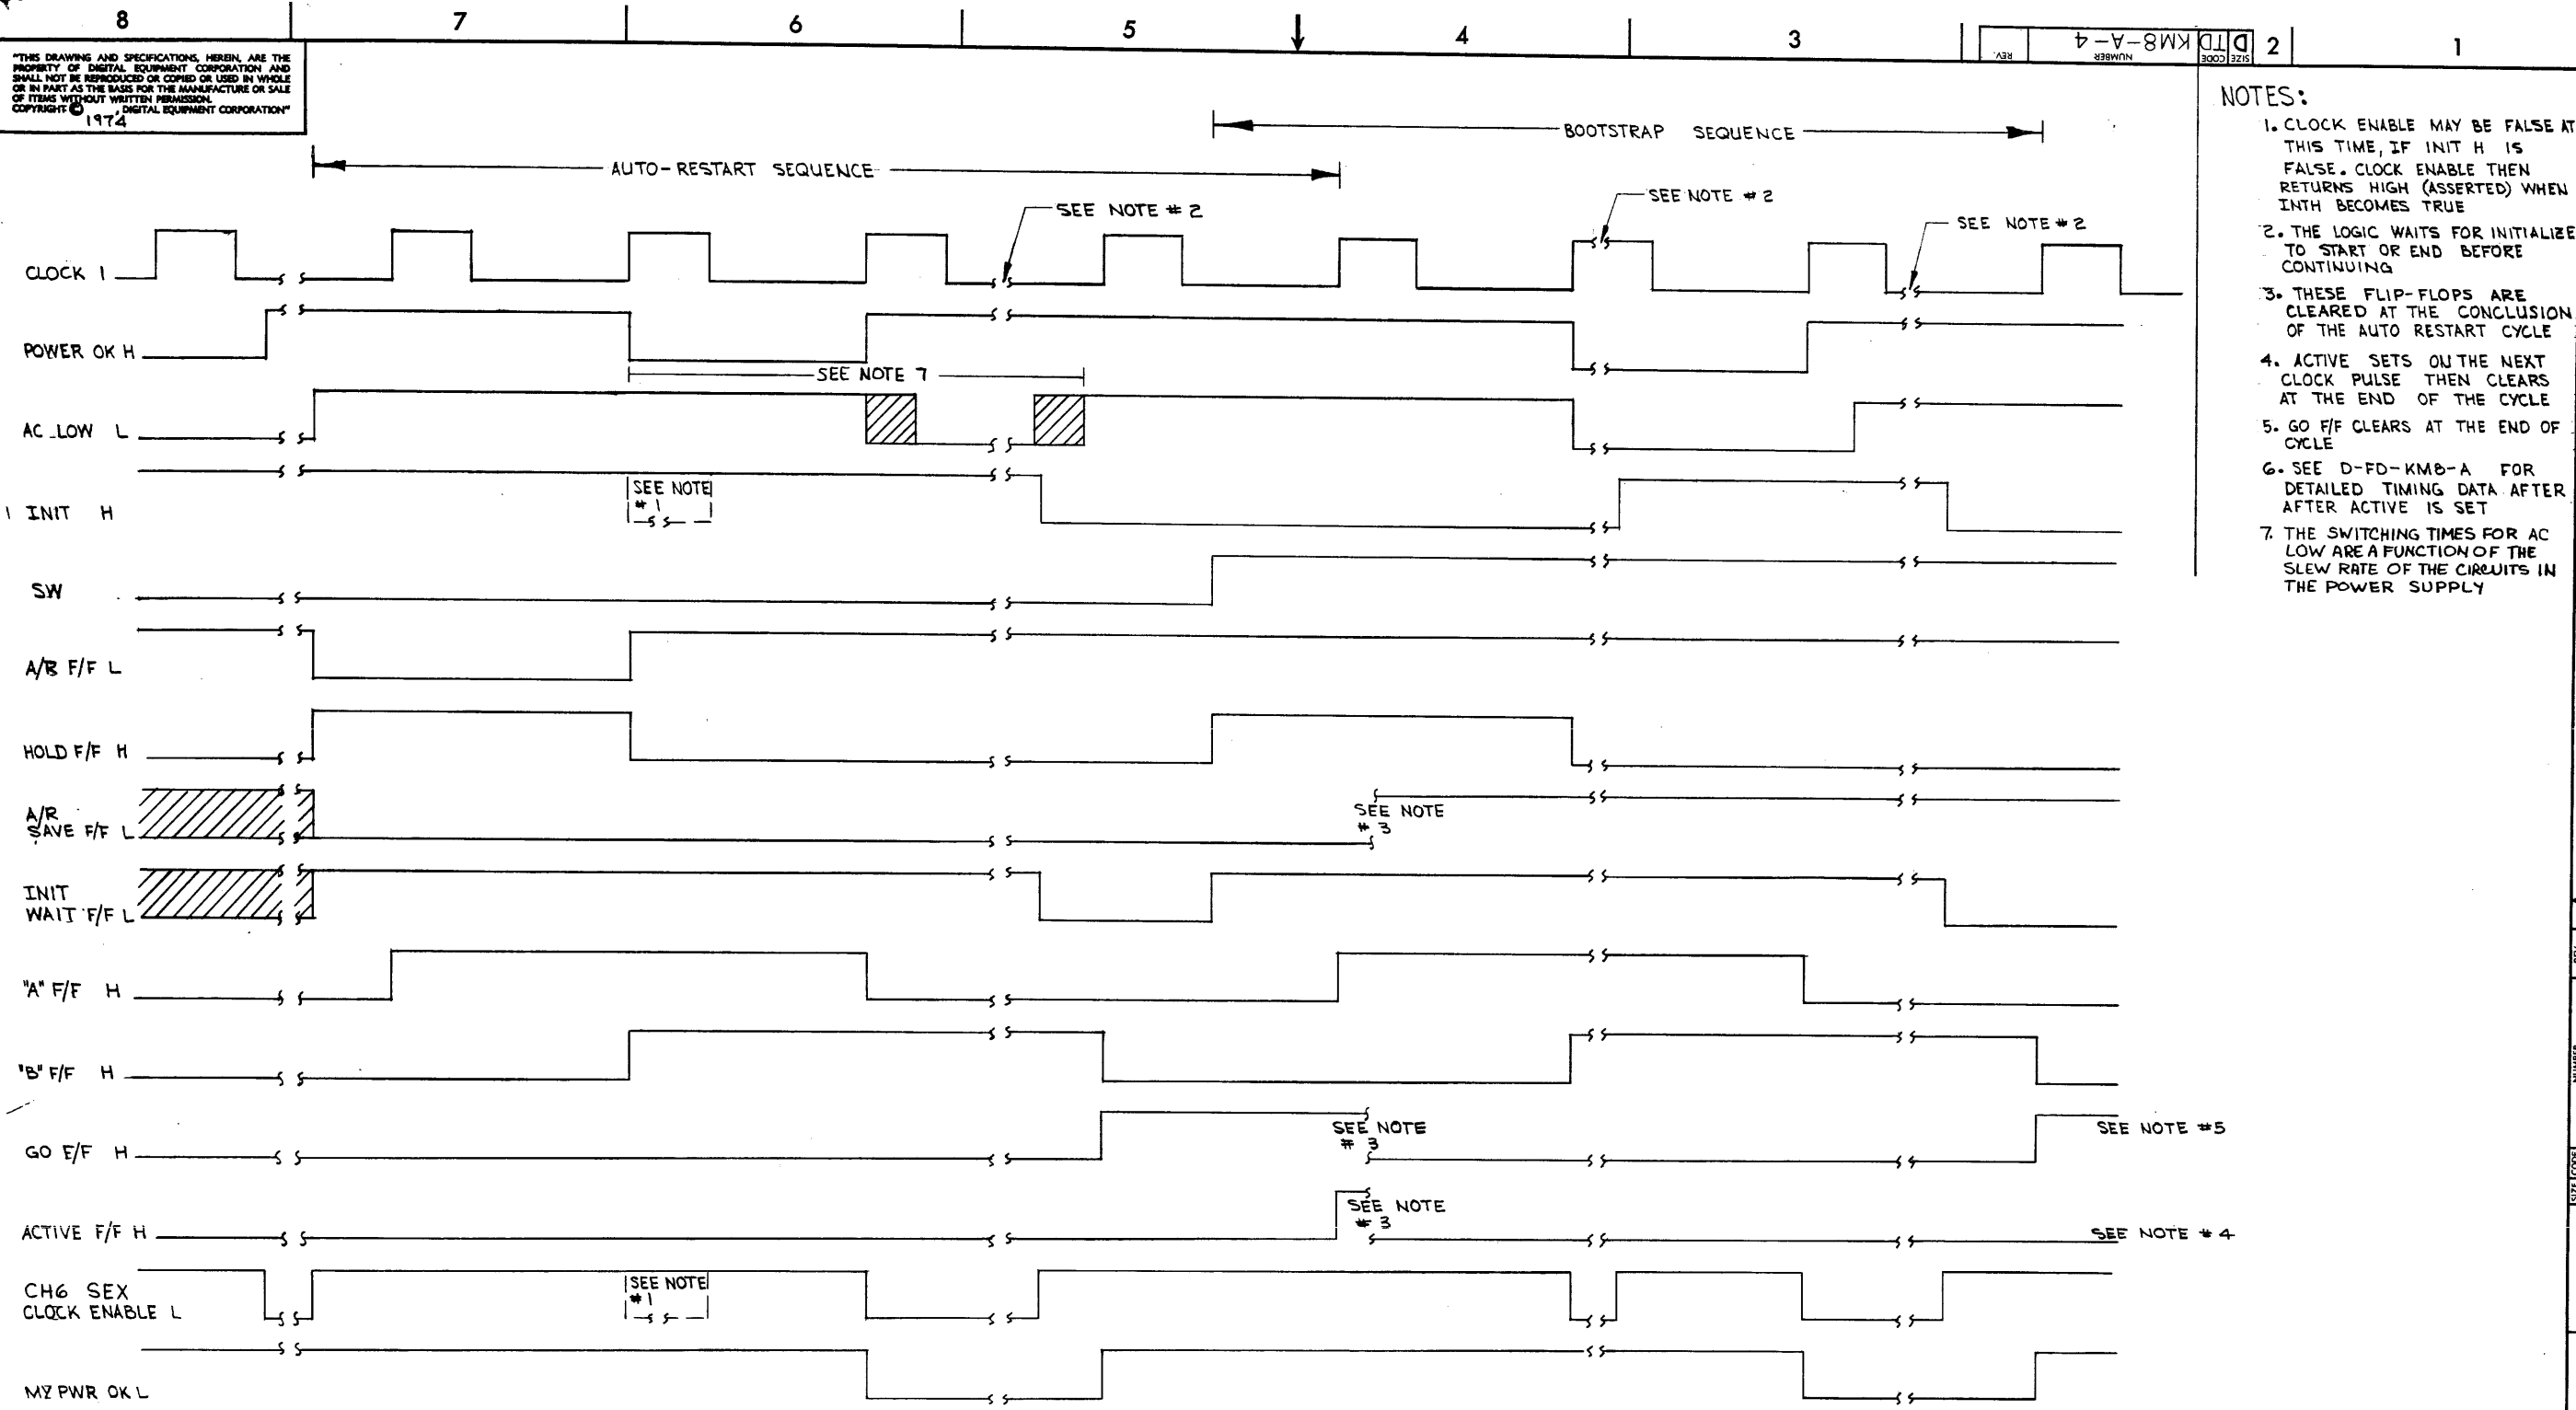 8 7 6 5 4 3 2 1
"THIS DRAWING AND SPECIFICATIONS, HEREIN, ARE THE
PROPERTY OF DIGITAL EQUIPMENT CORPORATION AND
SHALL NOT BE REPRODUCED OR COPIED OR USED IN WHOLE
OR IN PART AS THE BASIS FOR THE MANUFACTURE OR SALE
OF ITEMS WITHOUT WRITTEN PERMISSION.
COPYRIGHT © 1974, DIGITAL EQUIPMENT CORPORATION"
SIZE CODE NUMBER REV.
D TD KM8-A-4
BOOTSTRAP SEQUENCE
AUTO-RESTART SEQUENCE
SEE NOTE # 2
SEE NOTE # 2
SEE NOTE # 2
CLOCK 1
POWER OK H
SEE NOTE 7
AC LOW L
SEE NOTE
# 1
1 INIT H
SW
A/R F/F L
HOLD F/F H
A/R
SAVE F/F L
SEE NOTE
# 3
INIT
WAIT F/F L
"A" F/F H
"B" F/F H
GO F/F H
SEE NOTE
# 3
SEE NOTE #5
ACTIVE F/F H
SEE NOTE
# 3
SEE NOTE # 4
CH6 SEX
CLOCK ENABLE L
SEE NOTE
#1
MY PWR OK L
NOTES:
1. CLOCK ENABLE MAY BE FALSE AT
THIS TIME, IF INIT H IS
FALSE. CLOCK ENABLE THEN
RETURNS HIGH (ASSERTED) WHEN
INTH BECOMES TRUE
2. THE LOGIC WAITS FOR INITIALIZE
TO START OR END BEFORE
CONTINUING
3. THESE FLIP-FLOPS ARE
CLEARED AT THE CONCLUSION
OF THE AUTO RESTART CYCLE
4. ACTIVE SETS ON THE NEXT
CLOCK PULSE THEN CLEARS
AT THE END OF THE CYCLE
5. GO F/F CLEARS AT THE END OF
CYCLE
6. SEE D-FD-KM8-A FOR
DETAILED TIMING DATA AFTER
AFTER ACTIVE IS SET
7. THE SWITCHING TIMES FOR AC
LOW ARE A FUNCTION OF THE
SLEW RATE OF THE CIRCUITS IN
THE POWER SUPPLY
NUMBER
SIZE CODE